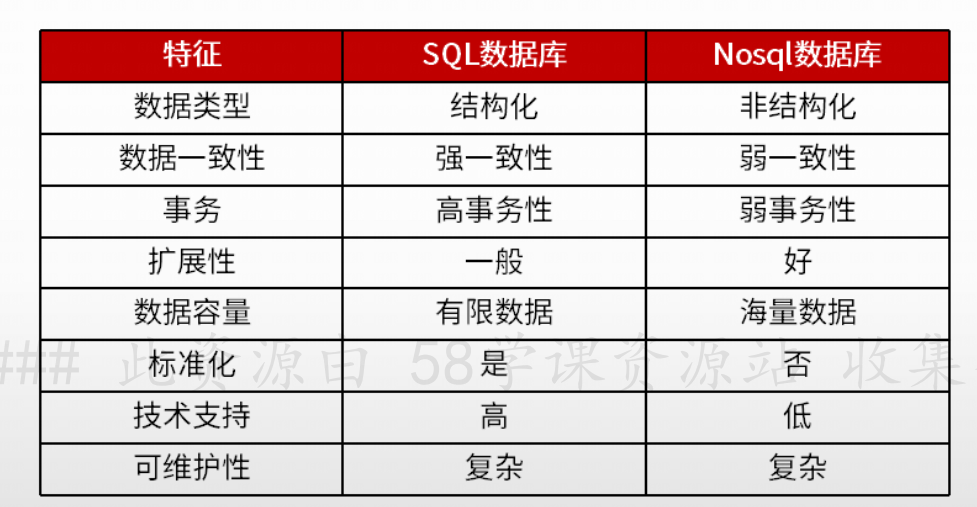 特征 SQL数据库 Nosql数据库
数据类型 结构化 非结构化
数据一致性 强一致性 弱一致性
事务 高事务性 弱事务性
扩展性 一般 好
数据容量 有限数据 海量数据
### 此资源由 58学课资源站 收集
标准化 是 否
技术支持 高 低
可维护性 复杂 复杂